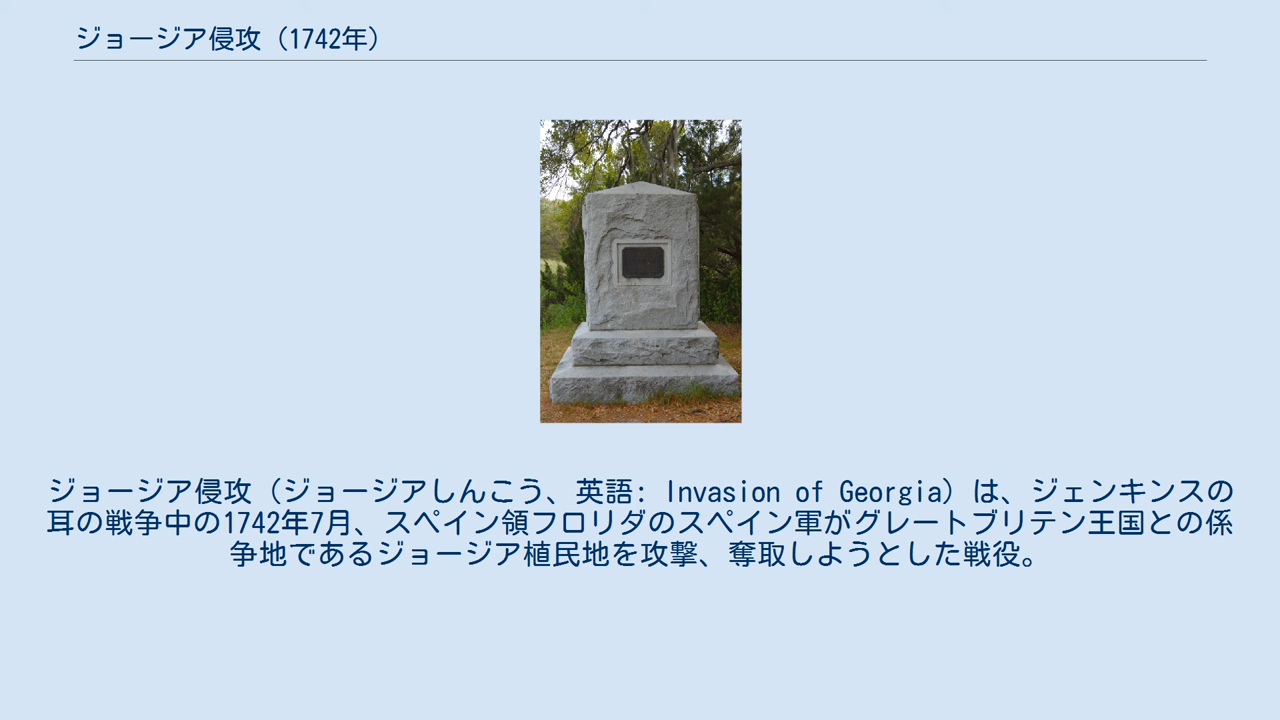 ジョージア侵攻（1742年）
ジョージア侵攻（ジョージアしんこう、英語: Invasion of Georgia）は、ジェンキンスの
耳の戦争中の1742年7月、スペイン領フロリダのスペイン軍がグレートブリテン王国との係
争地であるジョージア植民地を攻撃、奪取しようとした戦役。